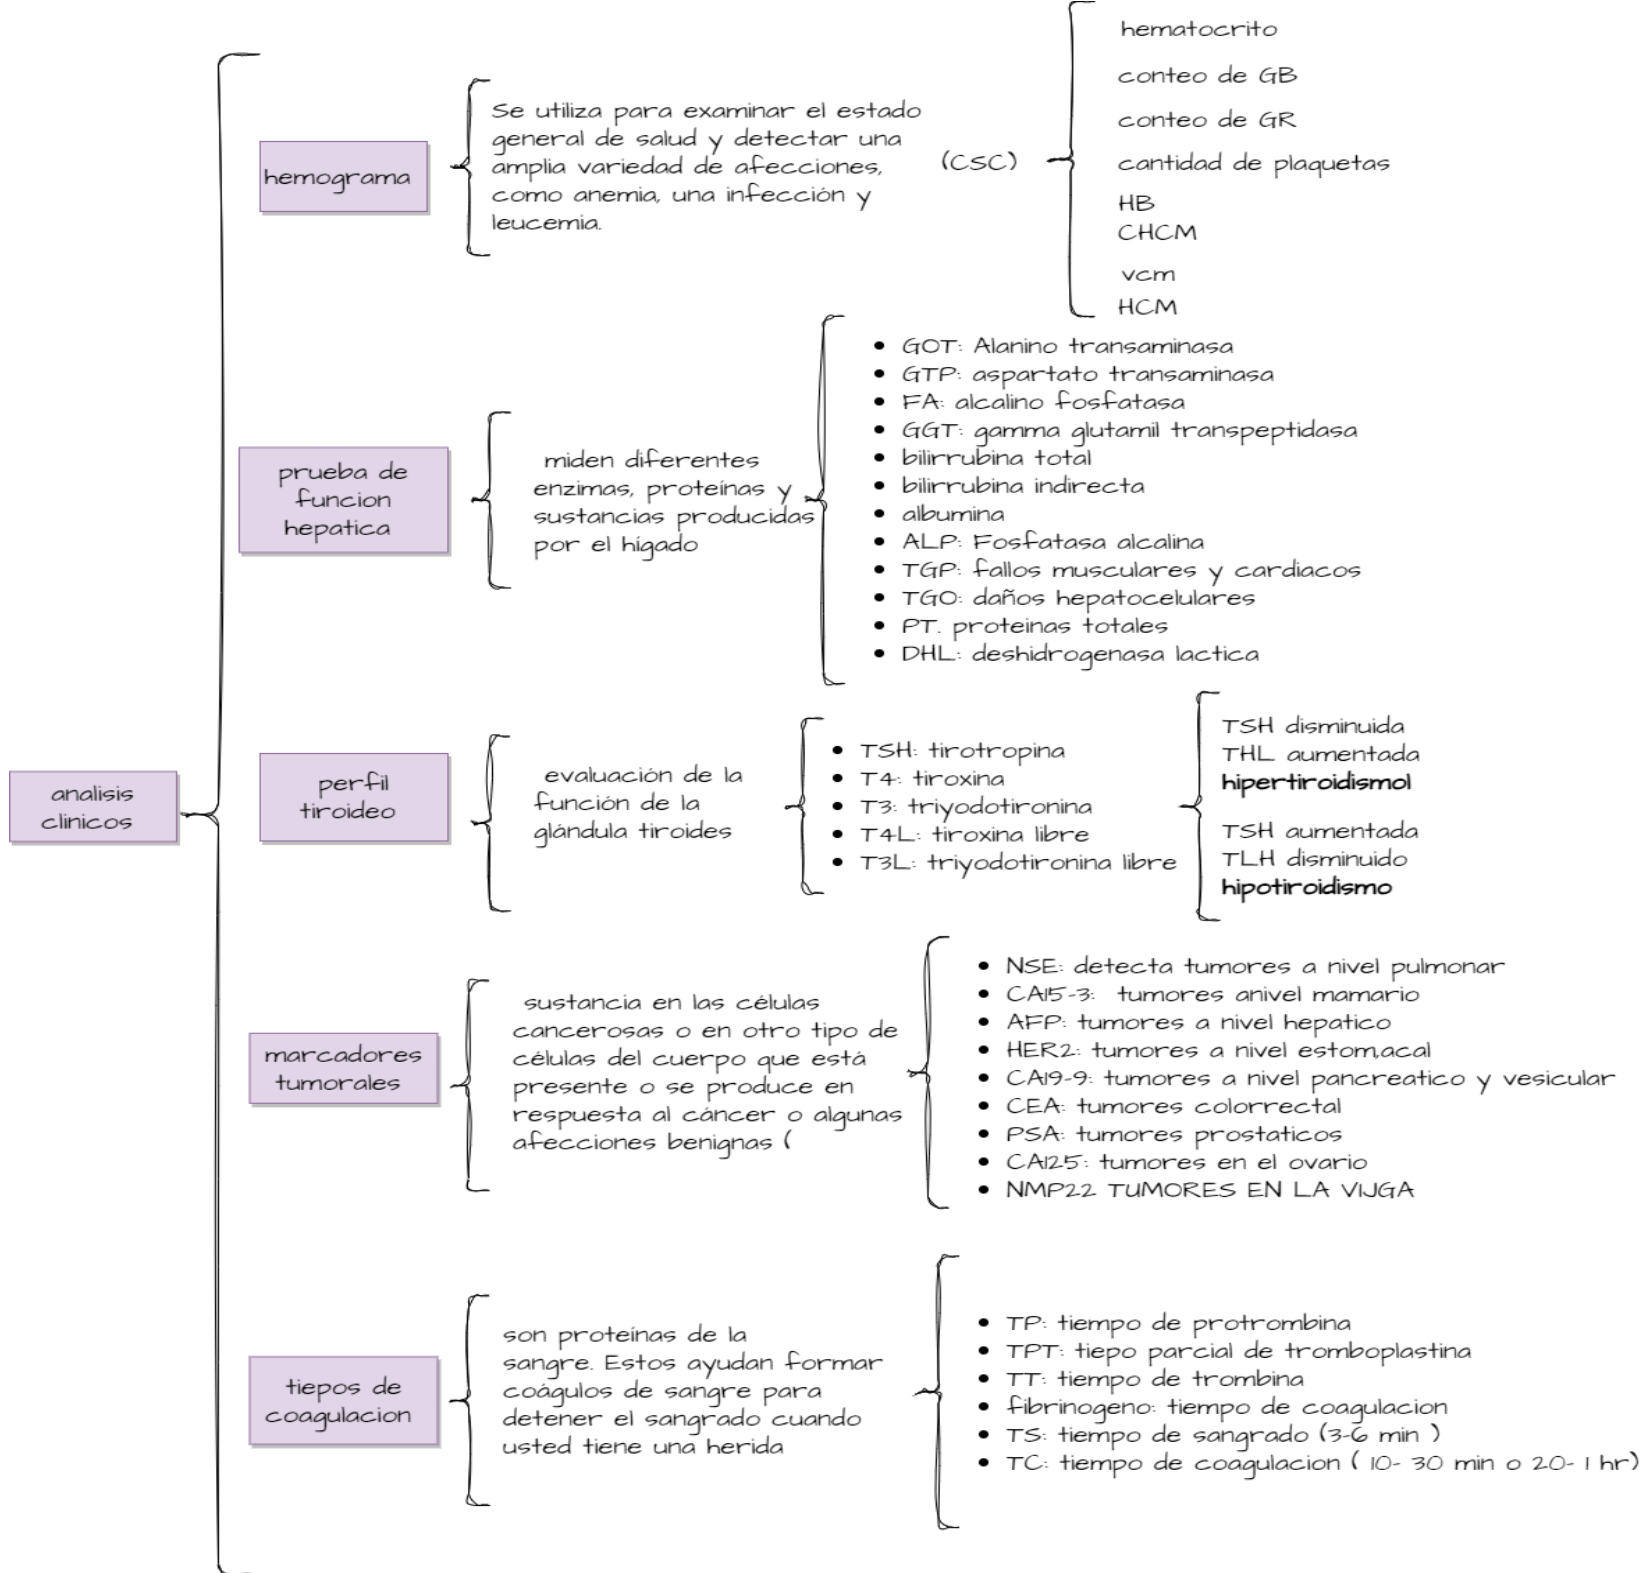 analisis
clinicos
hemograma
Se utiliza para examinar el estado
general de salud y detectar una
amplia variedad de afecciones,
como anemia, una infección y
leucemia.
(CSC)
hematocrito
conteo de GB
conteo de GR
cantidad de plaquetas
HB
CHCM
vcm
HCM
prueba de
funcion
hepatica
miden diferentes
enzimas, proteínas y
sustancias producidas
por el hígado
• GOT: Alanino transaminasa
• GTP: aspartato transaminasa
• FA: alcalino fosfatasa
• GGT: gamma glutamil transpeptidasa
• bilirrubina total
• bilirrubina indirecta
• albumina
• ALP: Fosfatasa alcalina
• TGP: fallos musculares y cardiacos
• TGO: daños hepatocelulares
• PT. proteinas totales
• DHL: deshidrogenasa lactica
perfil
tiroideo
evaluación de la
función de la
glándula tiroides
• TSH: tirotropina
• T4: tiroxina
• T3: triyodotironina
• T4L: tiroxina libre
• T3L: triyodotironina libre
TSH disminuida
THL aumentada
hipertiroidismol
TSH aumentada
TLH disminuido
hipotiroidismo
marcadores
tumorales
sustancia en las células
cancerosas o en otro tipo de
células del cuerpo que está
presente o se produce en
respuesta al cáncer o algunas
afecciones benignas (
• NSE: detecta tumores a nivel pulmonar
• CA15-3: tumores anivel mamario
• AFP: tumores a nivel hepatico
• HER2: tumores a nivel estom,acal
• CA19-9: tumores a nivel pancreatico y vesicular
• CEA: tumores colorrectal
• PSA: tumores prostaticos
• CA125: tumores en el ovario
• NMP22 TUMORES EN LA VIJGA
tiepos de
coagulacion
son proteínas de la
sangre. Estos ayudan formar
coágulos de sangre para
detener el sangrado cuando
usted tiene una herida
• TP: tiempo de protrombina
• TPT: tiepo parcial de tromboplastina
• TT: tiempo de trombina
• fibrinogeno: tiempo de coagulacion
• TS: tiempo de sangrado (3-6 min )
• TC: tiempo de coagulacion ( 10- 30 min o 20- 1 hr)